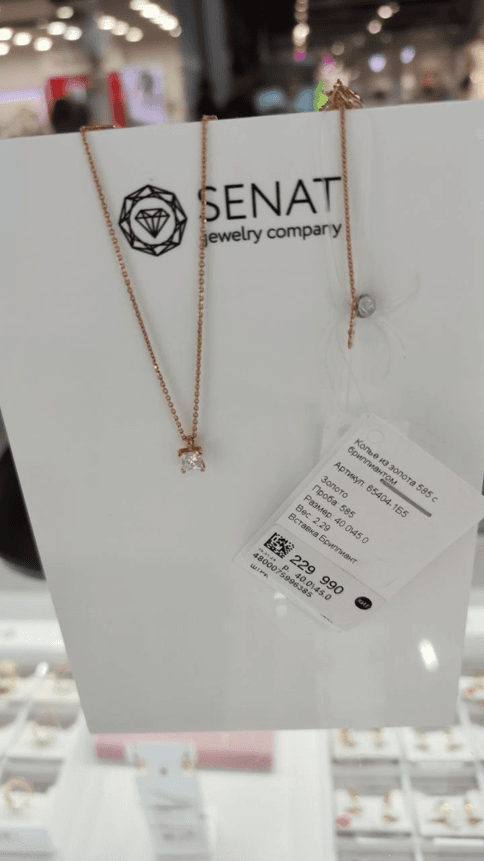 SENAT
jewelry company
Колье из золота 585 с
бриллиантом
Артикул: 65404-1Б5
Золото
Проба: 585
Размер: 40.0\45.0
Вес: 2,29
Вставка Бриллиант
229 990
Р. 40.0\45.0
4800075996385